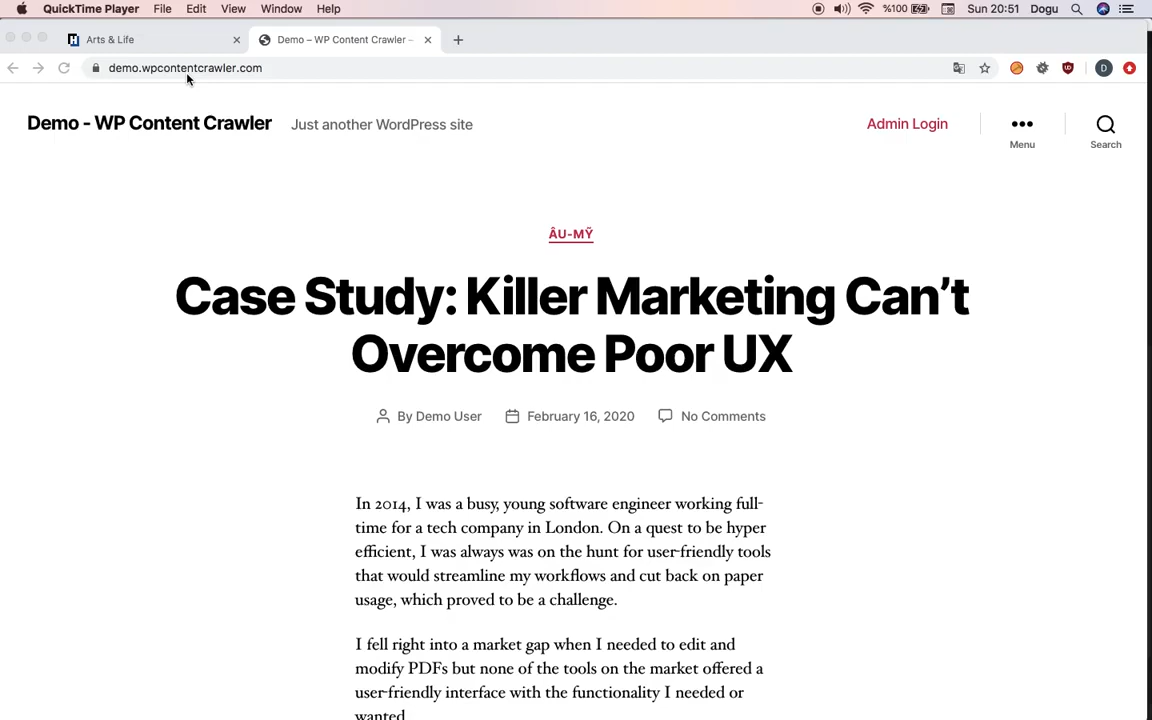 QuickTime Player File Edit View Window Help %100 Sun 20:51 Dogu
Arts & Life Demo – WP Content Crawler –
demo.wpcontentcrawler.com
Demo - WP Content Crawler Just another WordPress site Admin Login
Menu Search
ÂU-MỸ
Case Study: Killer Marketing Can’t
Overcome Poor UX
By Demo User February 16, 2020 No Comments
In 2014, I was a busy, young software engineer working full-
time for a tech company in London. On a quest to be hyper
efficient, I was always was on the hunt for user-friendly tools
that would streamline my workflows and cut back on paper
usage, which proved to be a challenge.
I fell right into a market gap when I needed to edit and
modify PDFs but none of the tools on the market offered a
user-friendly interface with the functionality I needed or
wanted.